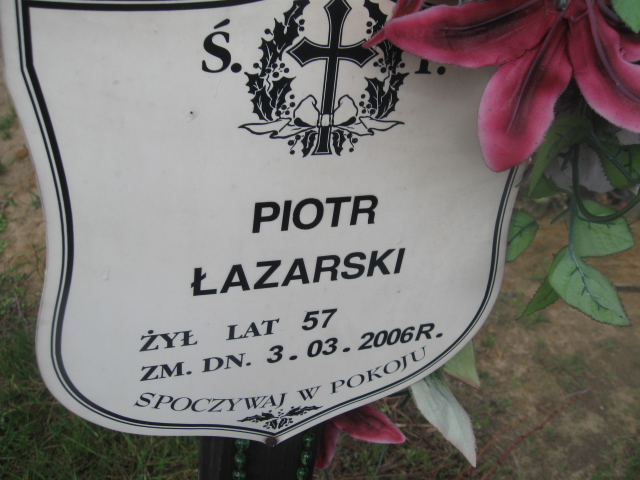 Ś. P.
PIOTR
ŁAZARSKI
ŻYŁ LAT 57
ZM. DN. 3.03.2006R.
SPOCZYWAJ W POKOJU